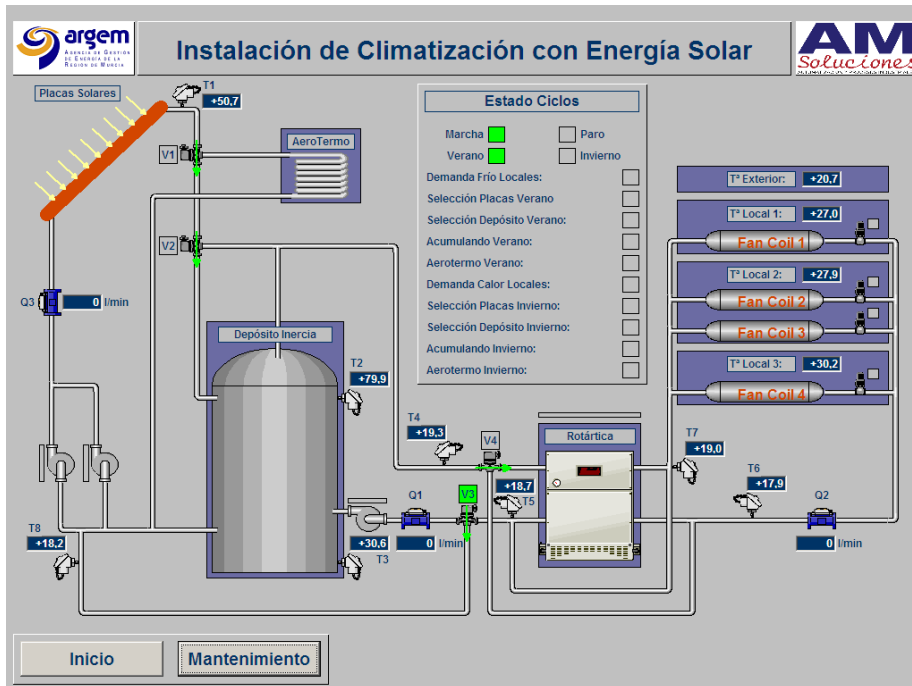 argem
AGENCIA DE GESTIÓN
DE ENERGÍA DE LA
REGIÓN DE MURCIA
Instalación de Climatización con Energía Solar
AM
Soluciones
Placas Solares
T1
+50,7
V1
AeroTermo
V2
Q3
0 l/min
Depósito Inercia
T2
+79,9
T8
+18,2
+30,6
T3
Q1
0 l/min
V3
T4
+19,3
V4
+18,7
T5
Rotártica
T7
+19,0
T6
+17,9
Q2
0 l/min
Estado Ciclos
Marcha
Paro
Verano
Invierno
Demanda Frío Locales:
Selección Placas Verano
Selección Depósito Verano:
Acumulando Verano:
Aerotermo Verano:
Demanda Calor Locales:
Selección Placas Invierno:
Selección Depósito Invierno:
Acumulando Invierno:
Aerotermo Invierno:
Tª Exterior: +20,7
Tª Local 1: +27,0
Fan Coil 1
Tª Local 2: +27,9
Fan Coil 2
Fan Coil 3
Tª Local 3: +30,2
Fan Coil 4
Inicio
Mantenimiento